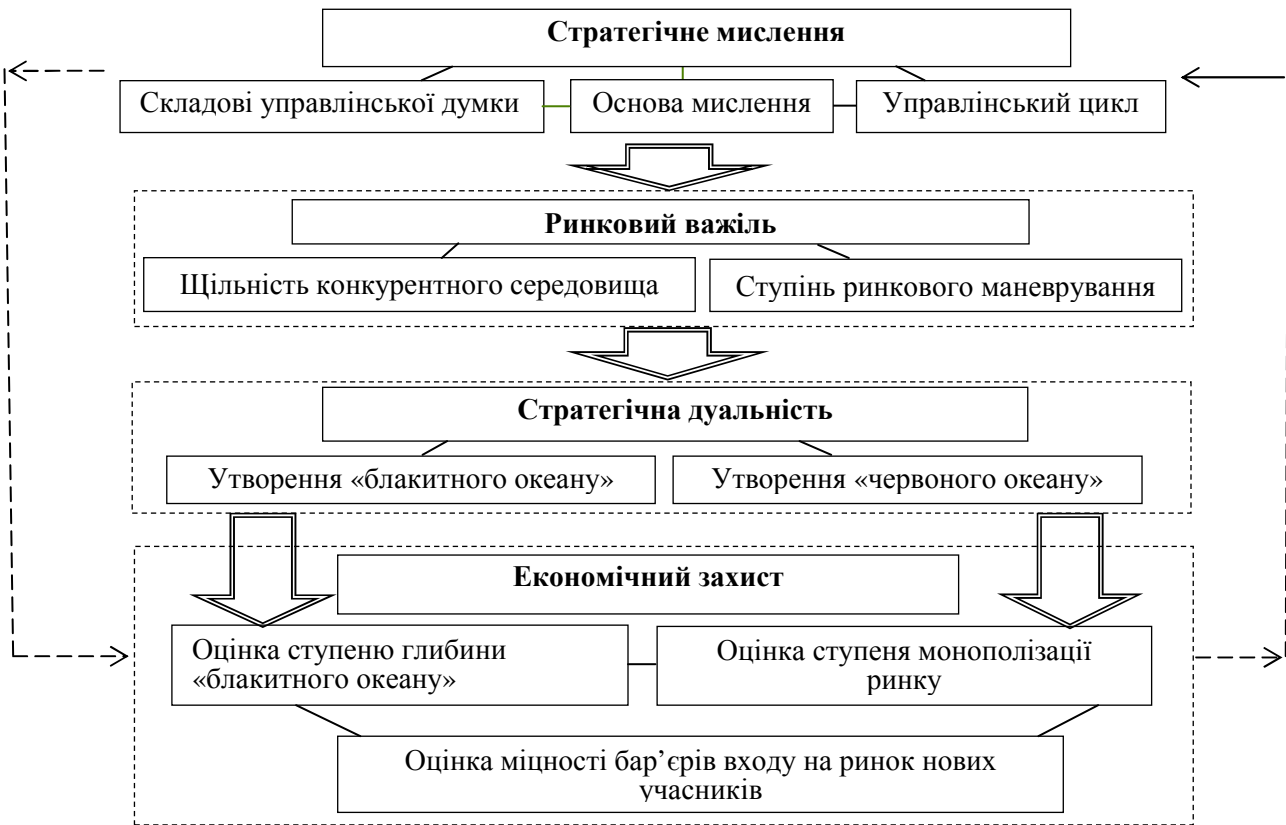 Стратегічне мислення
Складові управлінської думки
Основа мислення
Управлінський цикл
Ринковий важіль
Щільність конкурентного середовища
Ступінь ринкового маневрування
Стратегічна дуальність
Утворення «блакитного океану»
Утворення «червоного океану»
Економічний захист
Оцінка ступеню глибини
«блакитного океану»
Оцінка ступеня монополізації
ринку
Оцінка міцності бар’єрів входу на ринок нових
учасників